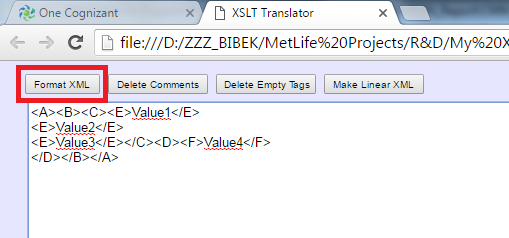 One Cognizant
XSLT Translator
file:///D:/ZZZ_BIBEK/MetLife%20Projects/R&D/My%20X
Format XML
Delete Comments
Delete Empty Tags
Make Linear XML
<A><B><C><E>Value1</E>
<E>Value2</E>
<E>Value3</E></C><D><F>Value4</F>
</D></B></A>